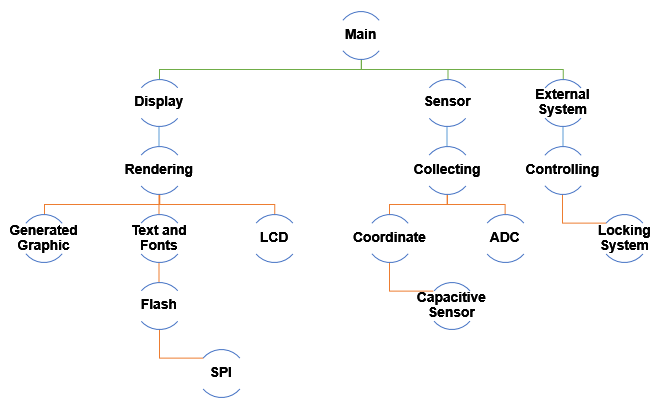 Main
Display
Sensor
External
System
Rendering
Collecting
Controlling
Generated
Graphic
Text and
Fonts
LCD
Coordinate
ADC
Locking
System
Flash
Capacitive
Sensor
SPI